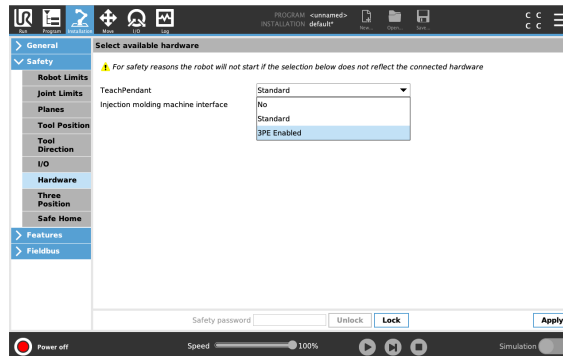 UR
PROGRAM <unnamed>
INSTALLATION default*
Run Program Installation Move I/O Log New... Open... Save...
C C
C C
General
Select available hardware
Safety
For safety reasons the robot will not start if the selection below does not reflect the connected hardware
Robot Limits
Joint Limits
TeachPendant Standard
Injection molding machine interface No
Planes
Standard
Tool Position
3PE Enabled
Tool
Direction
I/O
Hardware
Three
Position
Safe Home
Features
Fieldbus
Safety password Unlock Lock Apply
Power off Speed 100% Simulation